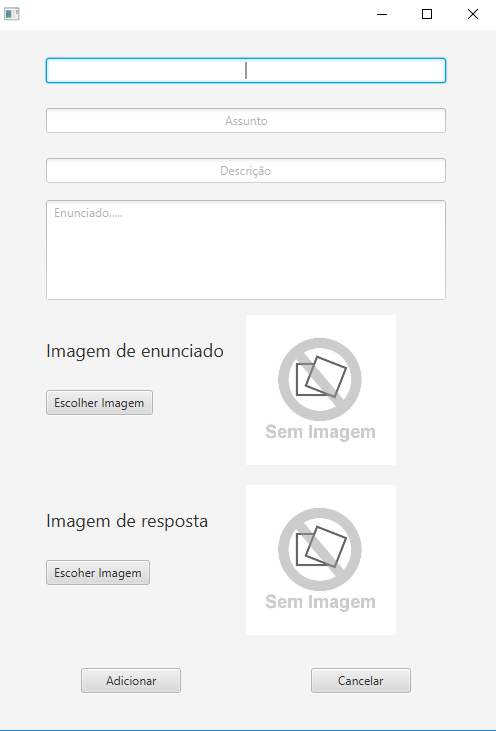 Assunto
Descrição
Enunciado.....
Imagem de enunciado
Escolher Imagem
Sem Imagem
Imagem de resposta
Escoher Imagem
Sem Imagem
Adicionar
Cancelar